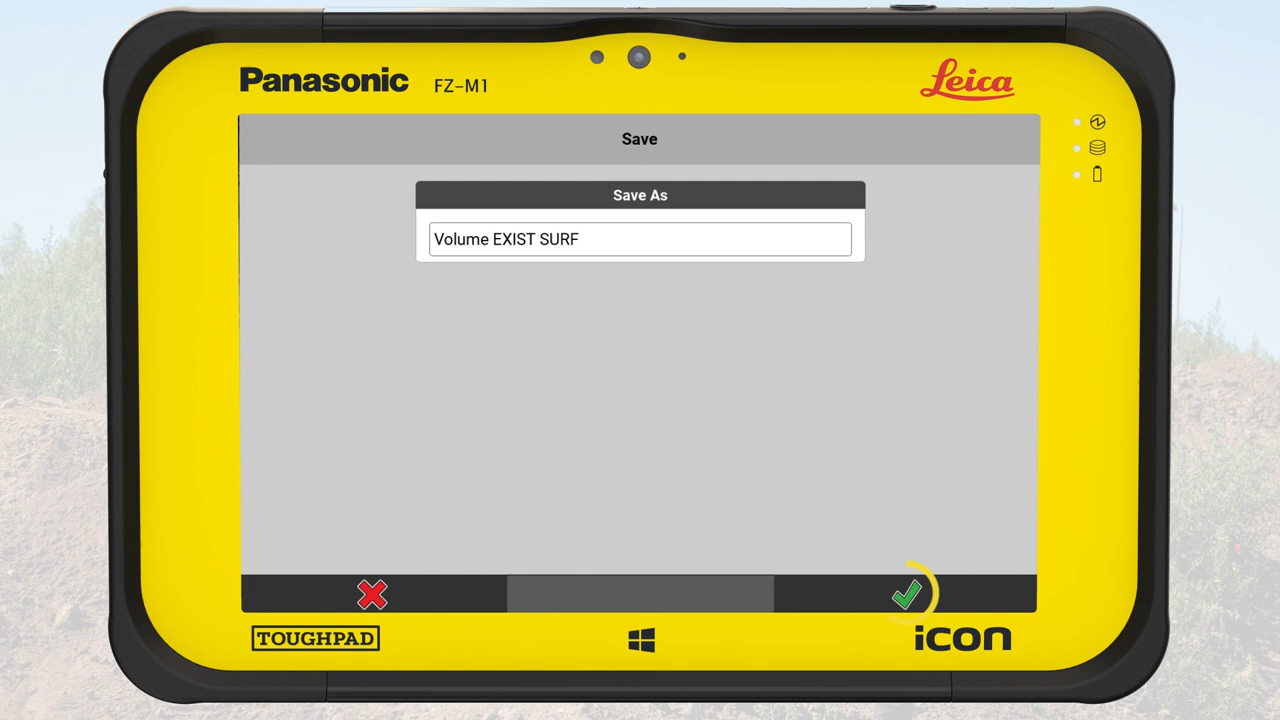 Panasonic FZ-M1 Leica
Save
Save As
Volume EXIST SURF
TOUGHPAD icon